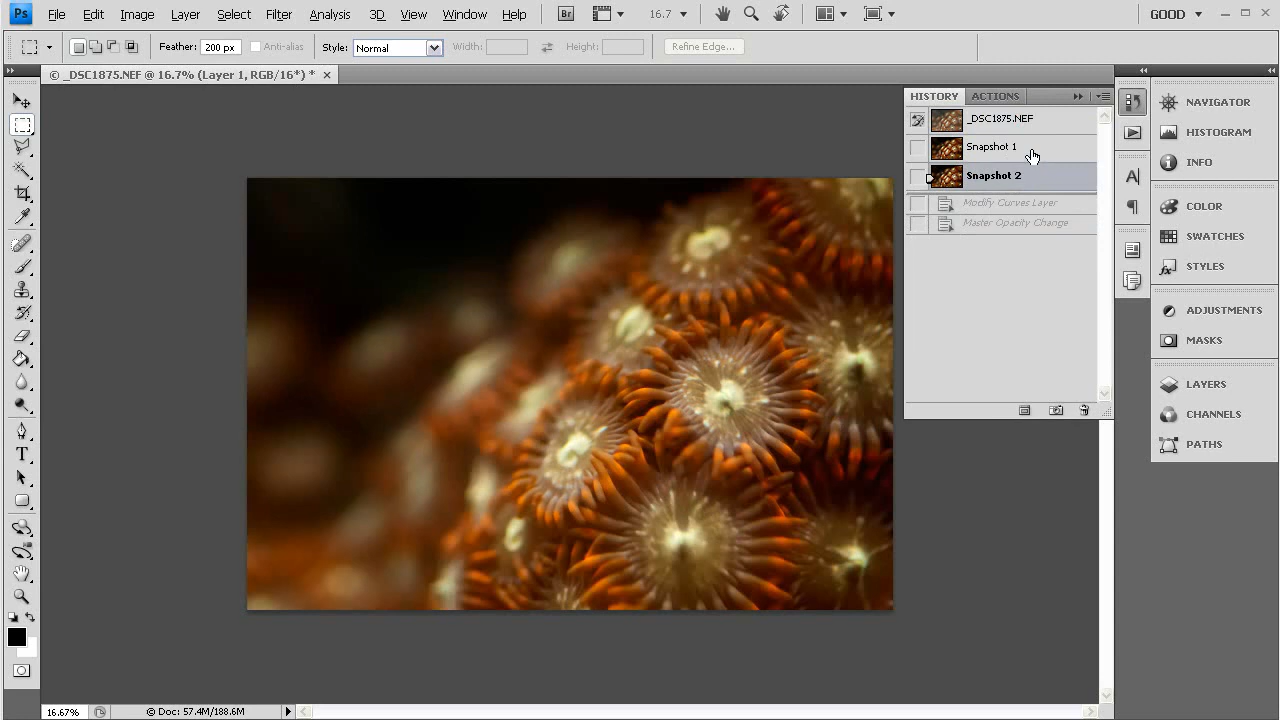 Ps File Edit Image Layer Select Filter Analysis 3D View Window Help Br 16.7 GOOD
Feather: 200 px Anti-alias Style: Normal Width: Height: Refine Edge...
© _DSC1875.NEF @ 16.7% (Layer 1, RGB/16*) * ×
HISTORY ACTIONS
_DSC1875.NEF
Snapshot 1
Snapshot 2
Modify Curves Layer
Master Opacity Change
NAVIGATOR
HISTOGRAM
INFO
COLOR
SWATCHES
STYLES
ADJUSTMENTS
MASKS
LAYERS
CHANNELS
PATHS
16.67% © Doc: 57.4M/188.6M